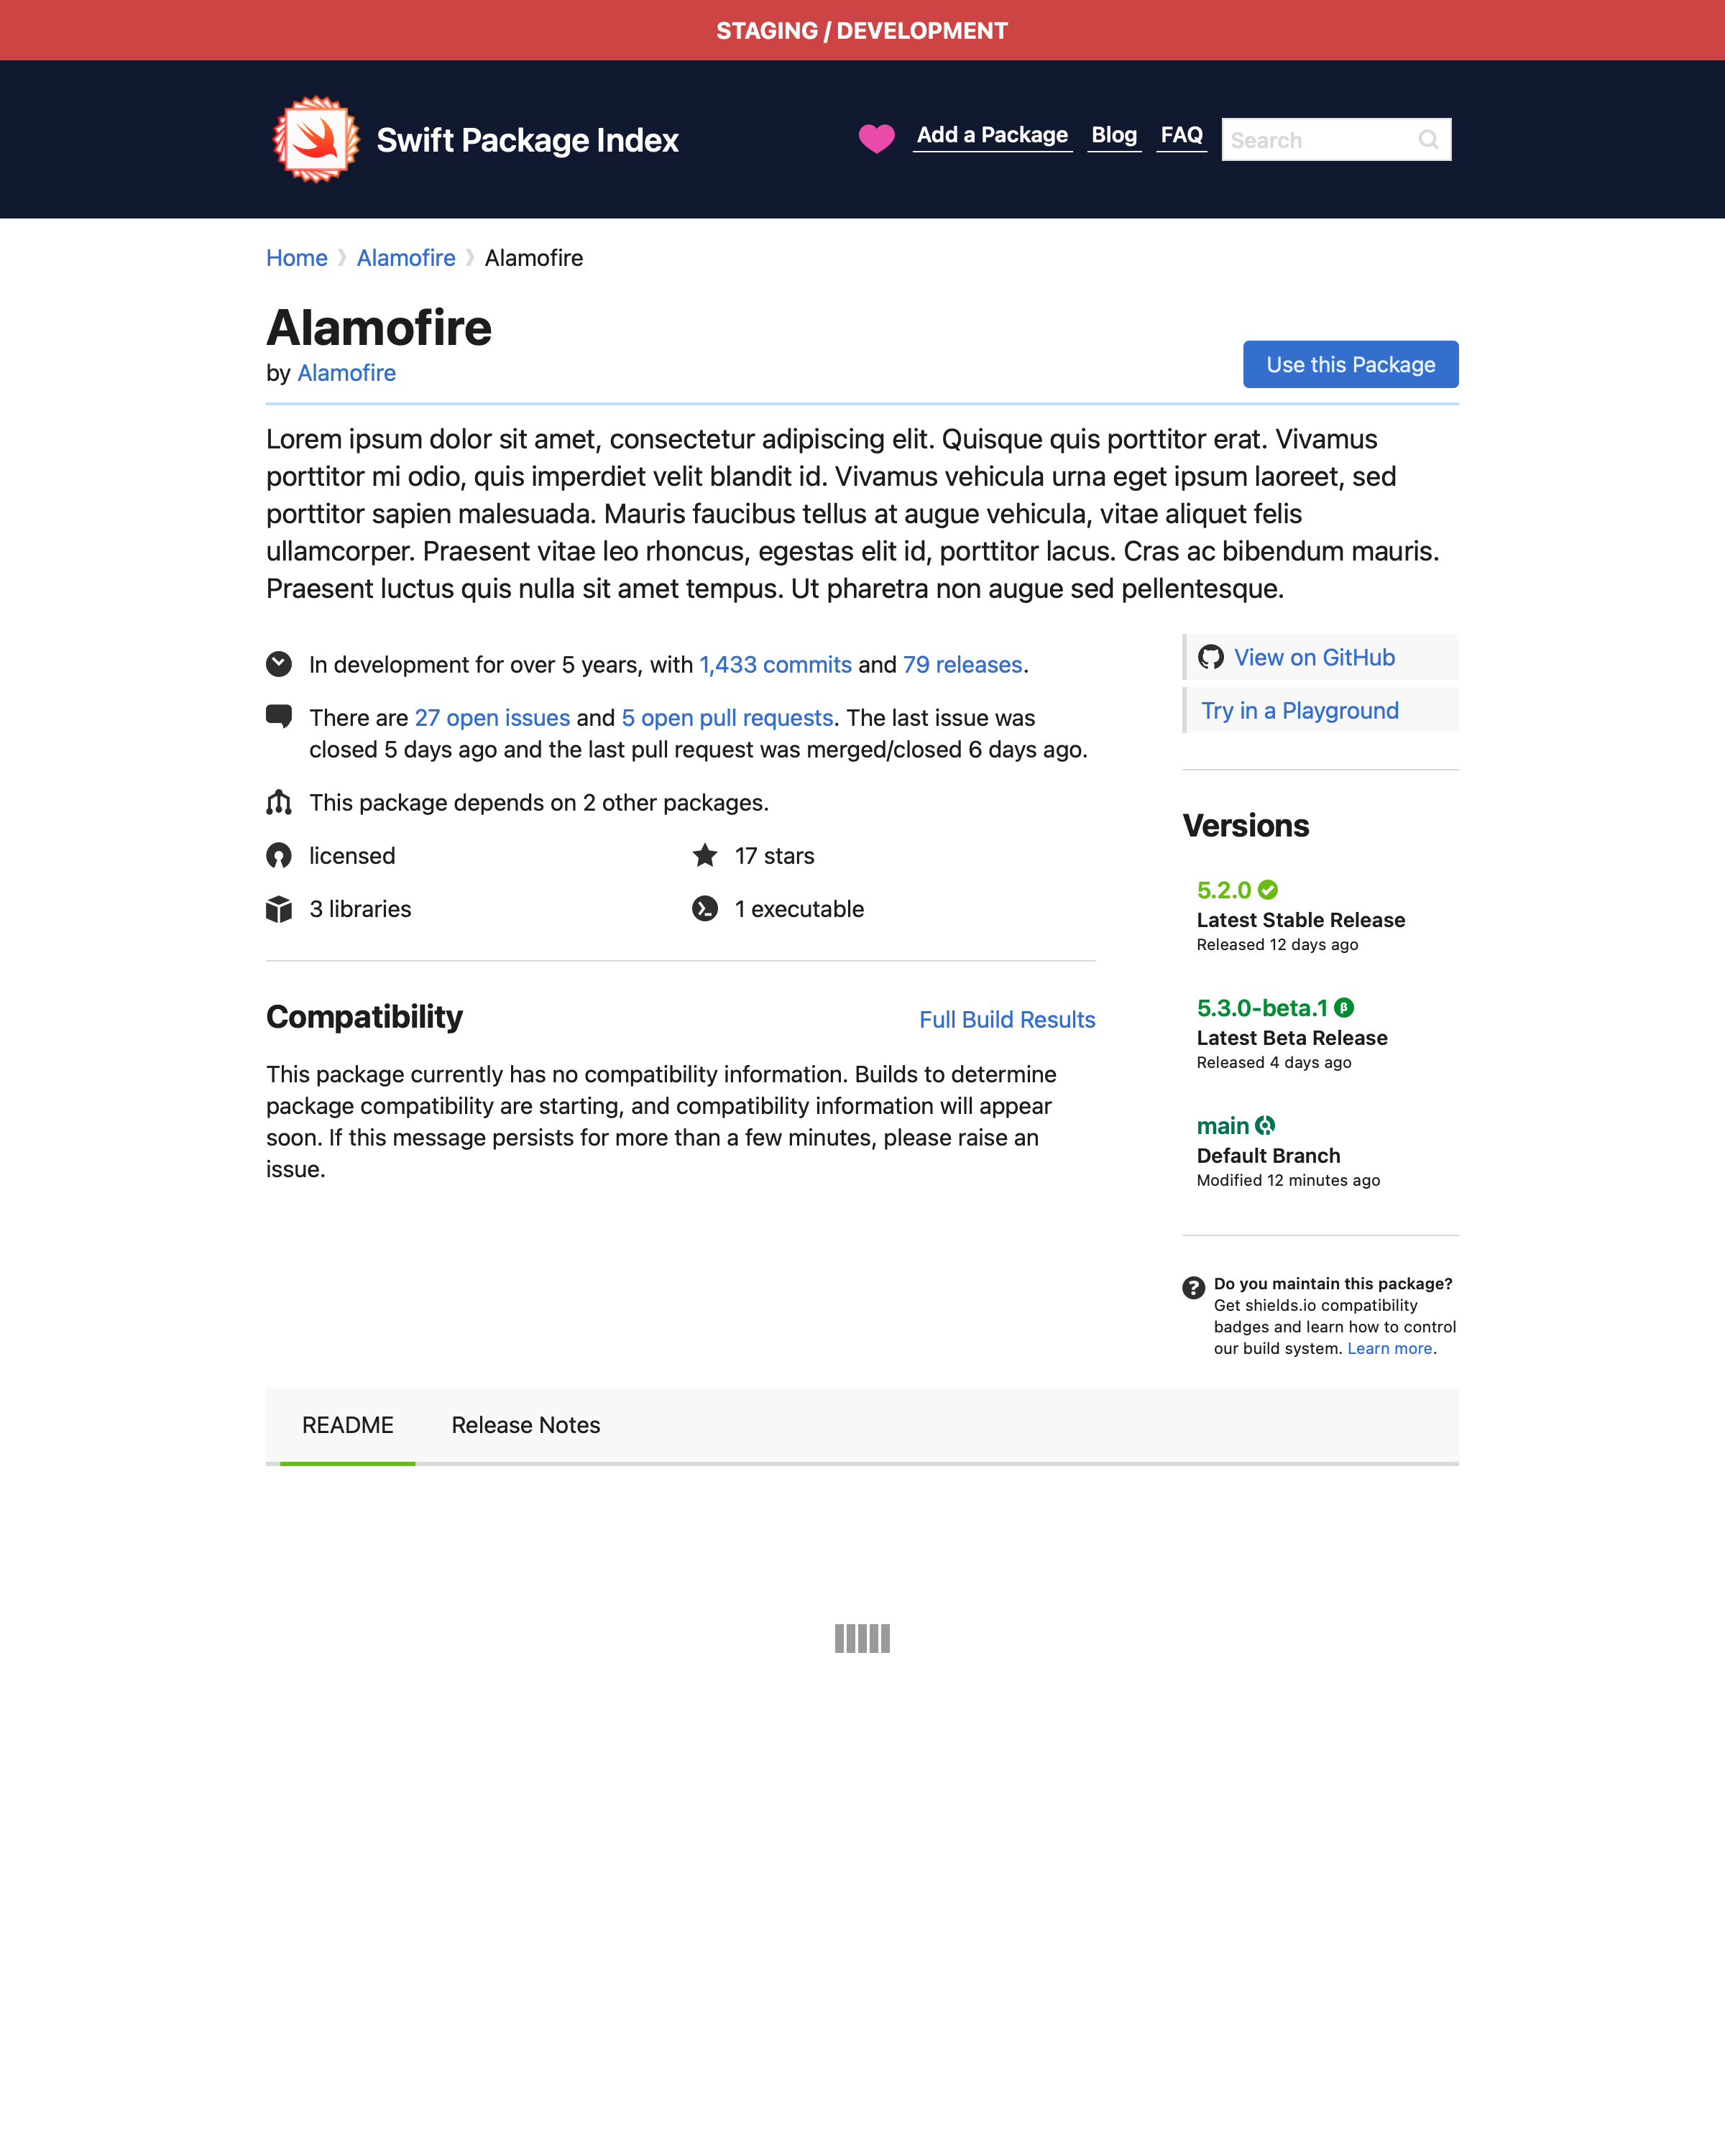 STAGING / DEVELOPMENT
Swift Package Index
Add a Package
Blog
FAQ
Search
Home
Alamofire
Alamofire
Alamofire
by Alamofire
Use this Package
Lorem ipsum dolor sit amet, consectetur adipiscing elit. Quisque quis porttitor erat. Vivamus
porttitor mi odio, quis imperdiet velit blandit id. Vivamus vehicula urna eget ipsum laoreet, sed
porttitor sapien malesuada. Mauris faucibus tellus at augue vehicula, vitae aliquet felis
ullamcorper. Praesent vitae leo rhoncus, egestas elit id, porttitor lacus. Cras ac bibendum mauris.
Praesent luctus quis nulla sit amet tempus. Ut pharetra non augue sed pellentesque.
In development for over 5 years, with 1,433 commits and 79 releases.
There are 27 open issues and 5 open pull requests. The last issue was
closed 5 days ago and the last pull request was merged/closed 6 days ago.
This package depends on 2 other packages.
licensed
17 stars
3 libraries
1 executable
Compatibility
Full Build Results
This package currently has no compatibility information. Builds to determine
package compatibility are starting, and compatibility information will appear
soon. If this message persists for more than a few minutes, please raise an
issue.
View on GitHub
Try in a Playground
Versions
5.2.0
Latest Stable Release
Released 12 days ago
5.3.0-beta.1 β
Latest Beta Release
Released 4 days ago
main
Default Branch
Modified 12 minutes ago
Do you maintain this package?
Get shields.io compatibility
badges and learn how to control
our build system. Learn more.
README
Release Notes